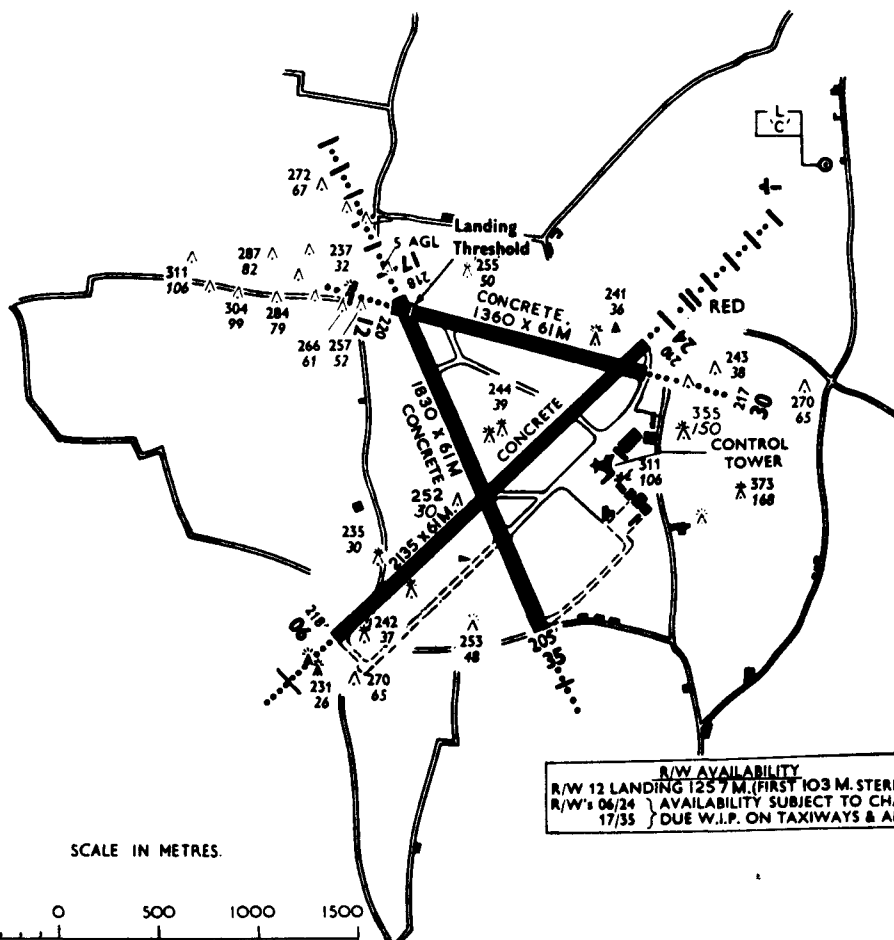 L
'C'
272
67
Landing
Threshold
5 AGL
17
218
237
32
287
82
311
106
255
50
CONCRETE
1360 X 61M
241
36
RED
304
99
284
79
266
61
257
52
12
220
24
210
243
38
217
30
270
65
244
39
1830 X 61M
CONCRETE
CONCRETE
355
150
CONTROL
TOWER
311
106
373
168
252
30
2135 X 61M.
235
30
218'
06
242
37
253
48
205'
35
231
26
270
65
R/W AVAILABILITY
R/W 12 LANDING 1257 M.(FIRST 103 M. STERI
R/W's 06/24 } AVAILABILITY SUBJECT TO CHA
17/35 } DUE W.I.P. ON TAXIWAYS & A
SCALE IN METRES.
0 500 1000 1500